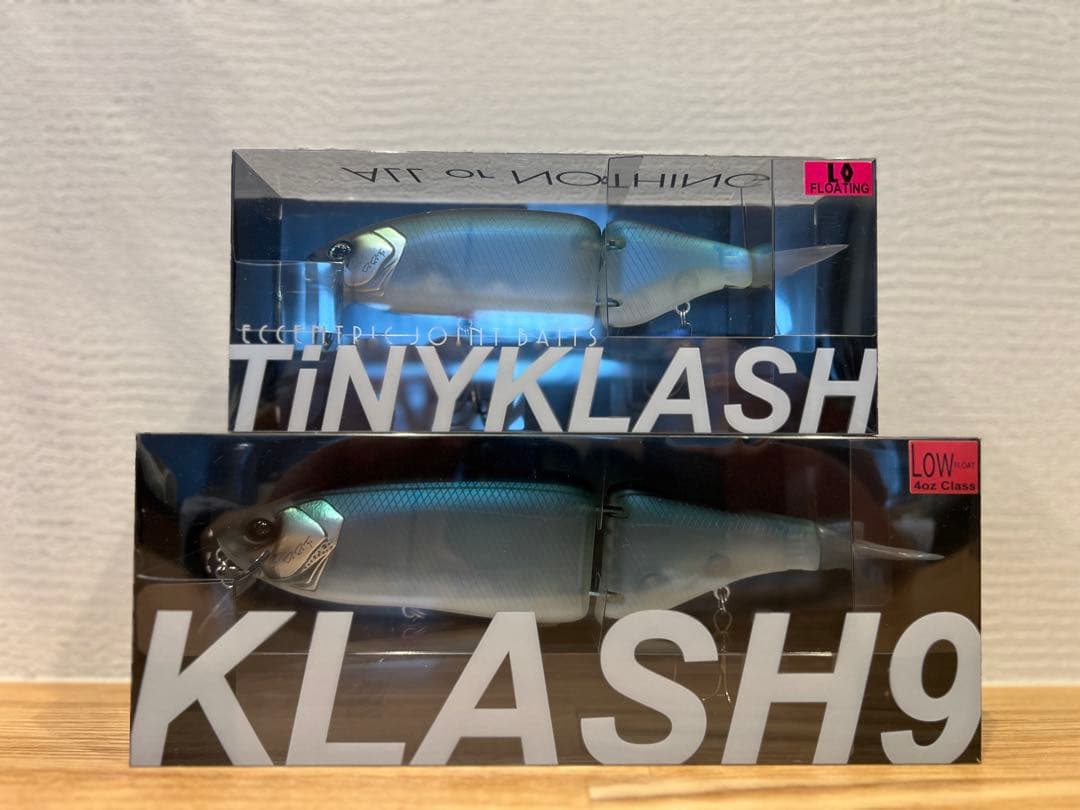 ALL or NOTHING
LO
FLOATING
ECCENTRIC JOINT BAITS
TiNYKLASH
LOW FLOAT
4oz Class
KLASH9